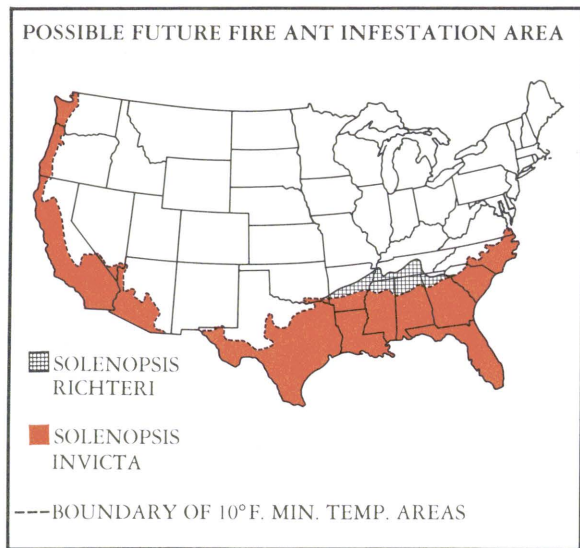 POSSIBLE FUTURE FIRE ANT INFESTATION AREA
SOLENOPSIS
RICHTERI
SOLENOPSIS
INVICTA
---BOUNDARY OF 10°F. MIN. TEMP. AREAS